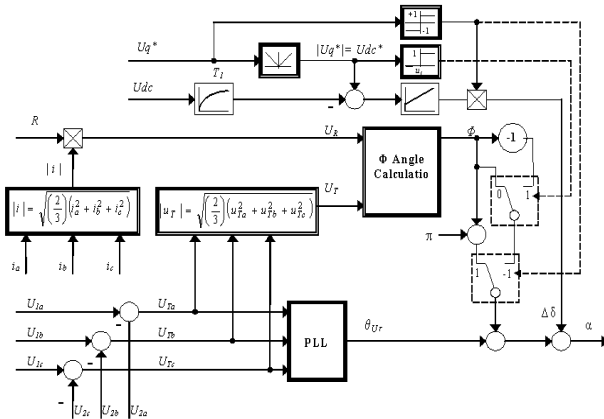 +1
-1
Uq*
|Uq*|= Udc*
1
T1
Udc
-
R
UR
Φ
-1
|i|
Φ Angle
Calculatio
UT
0 1
|i| = √((2/3)(ia² + ib² + ic²))
|uT| = √((2/3)(uTa² + uTb² + uTc²))
π
ia ib ic
1 -1
U1a
UTa
-
Δδ
U1b
UTb
-
PLL
θUr
α
U1c
UTc
-
-
U2c U2b U2a